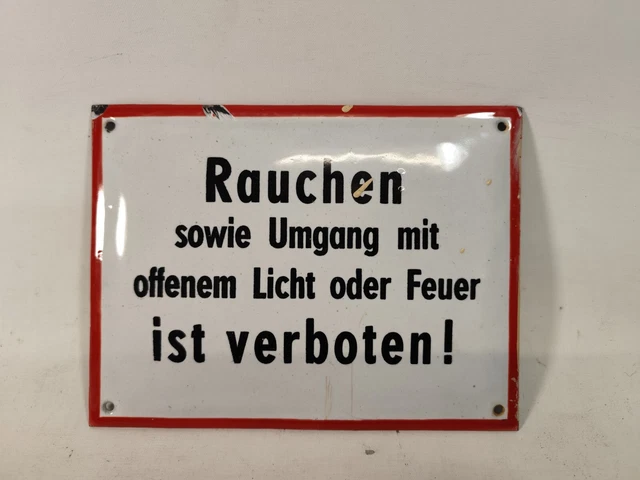 Rauchen
sowie Umgang mit
offenem Licht oder Feuer
ist verboten!